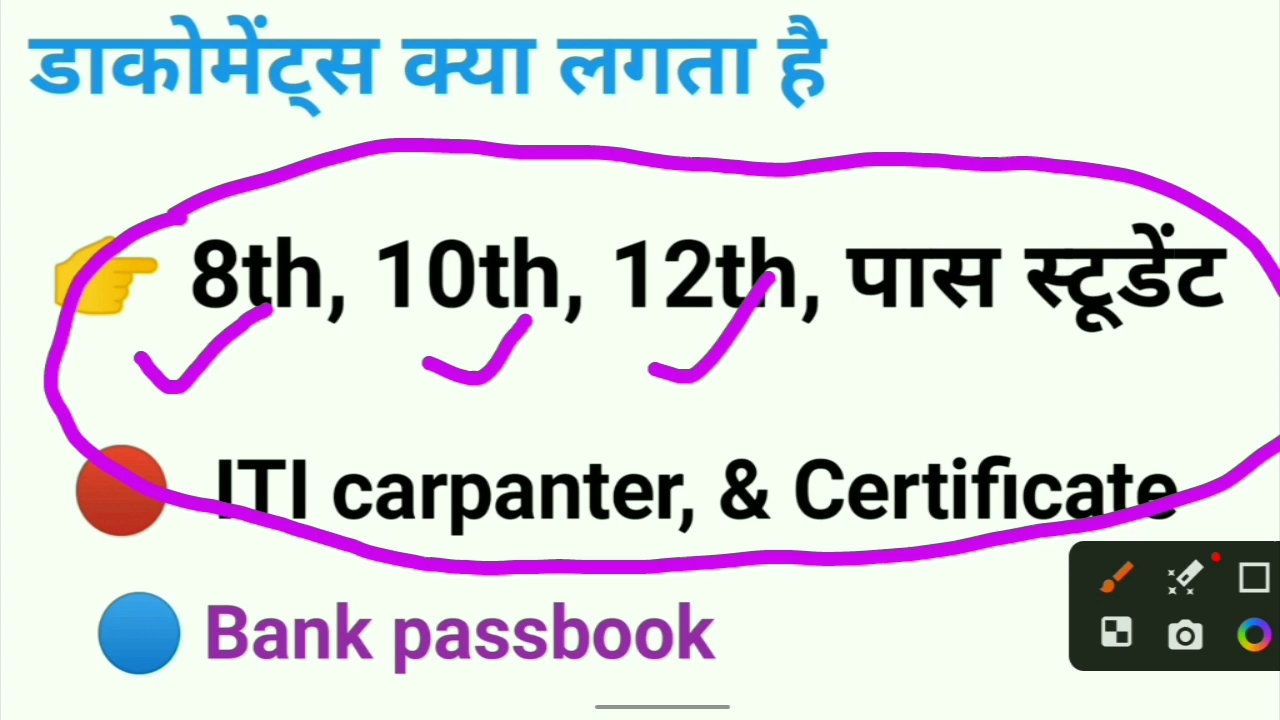 डाकोमेंट्स क्या लगता है
8th, 10th, 12th, पास स्टूडेंट
ITI carpanter, & Certificate
Bank passbook